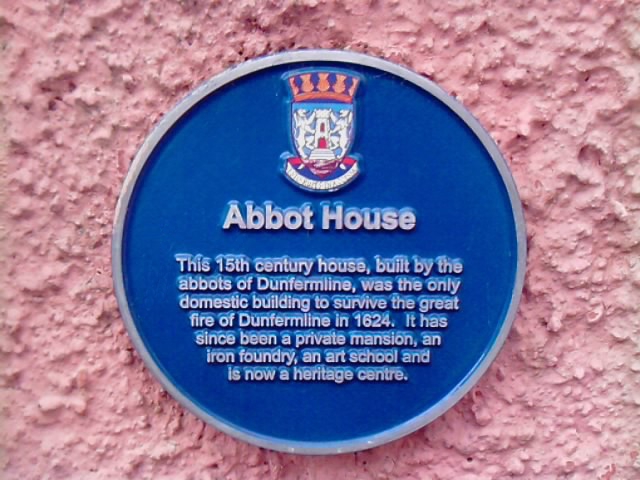 Abbot House
This 15th century house, built by the
abbots of Dunfermline, was the only
domestic building to survive the great
fire of Dunfermline in 1624. It has
since been a private mansion, an
iron foundry, an art school and
is now a heritage centre.